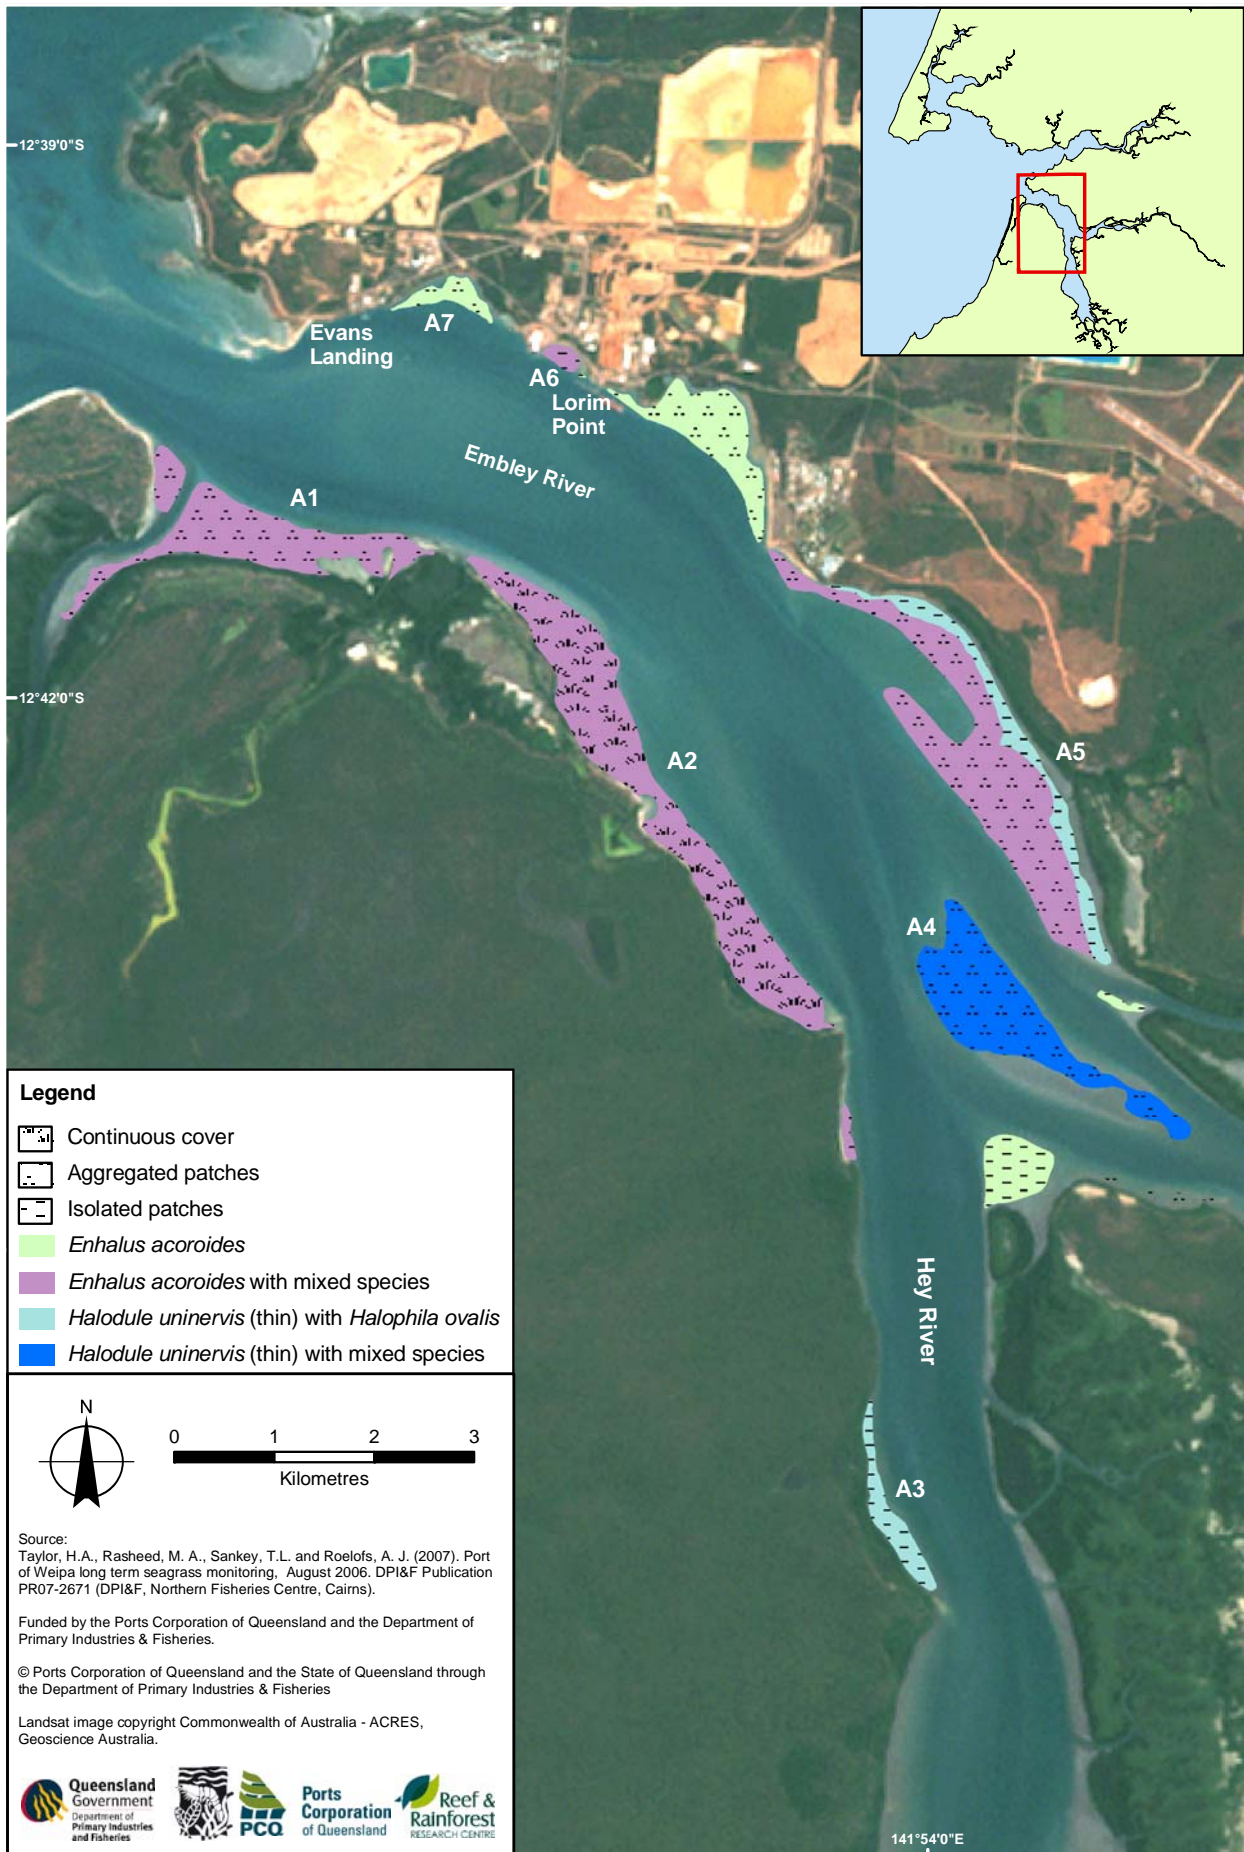 12°39'0"S
Evans
Landing
A7
A6
Lorim
Point
Embley River
A1
12°42'0"S
A2
A5
A4
Hey River
A3
141°54'0"E
Legend
Continuous cover
Aggregated patches
Isolated patches
Enhalus acoroides
Enhalus acoroides with mixed species
Halodule uninervis (thin) with Halophila ovalis
Halodule uninervis (thin) with mixed species
N
0 1 2 3
Kilometres
Source:
Taylor, H.A., Rasheed, M. A., Sankey, T.L. and Roelofs, A. J. (2007). Port
of Weipa long term seagrass monitoring, August 2006. DPI&F Publication
PR07-2671 (DPI&F, Northern Fisheries Centre, Cairns).
Funded by the Ports Corporation of Queensland and the Department of
Primary Industries & Fisheries.
© Ports Corporation of Queensland and the State of Queensland through
the Department of Primary Industries & Fisheries
Landsat image copyright Commonwealth of Australia - ACRES,
Geoscience Australia.
Queensland
Government
Department of
Primary Industries
and Fisheries
PCQ
Ports
Corporation
of Queensland
Reef &
Rainforest
RESEARCH CENTRE